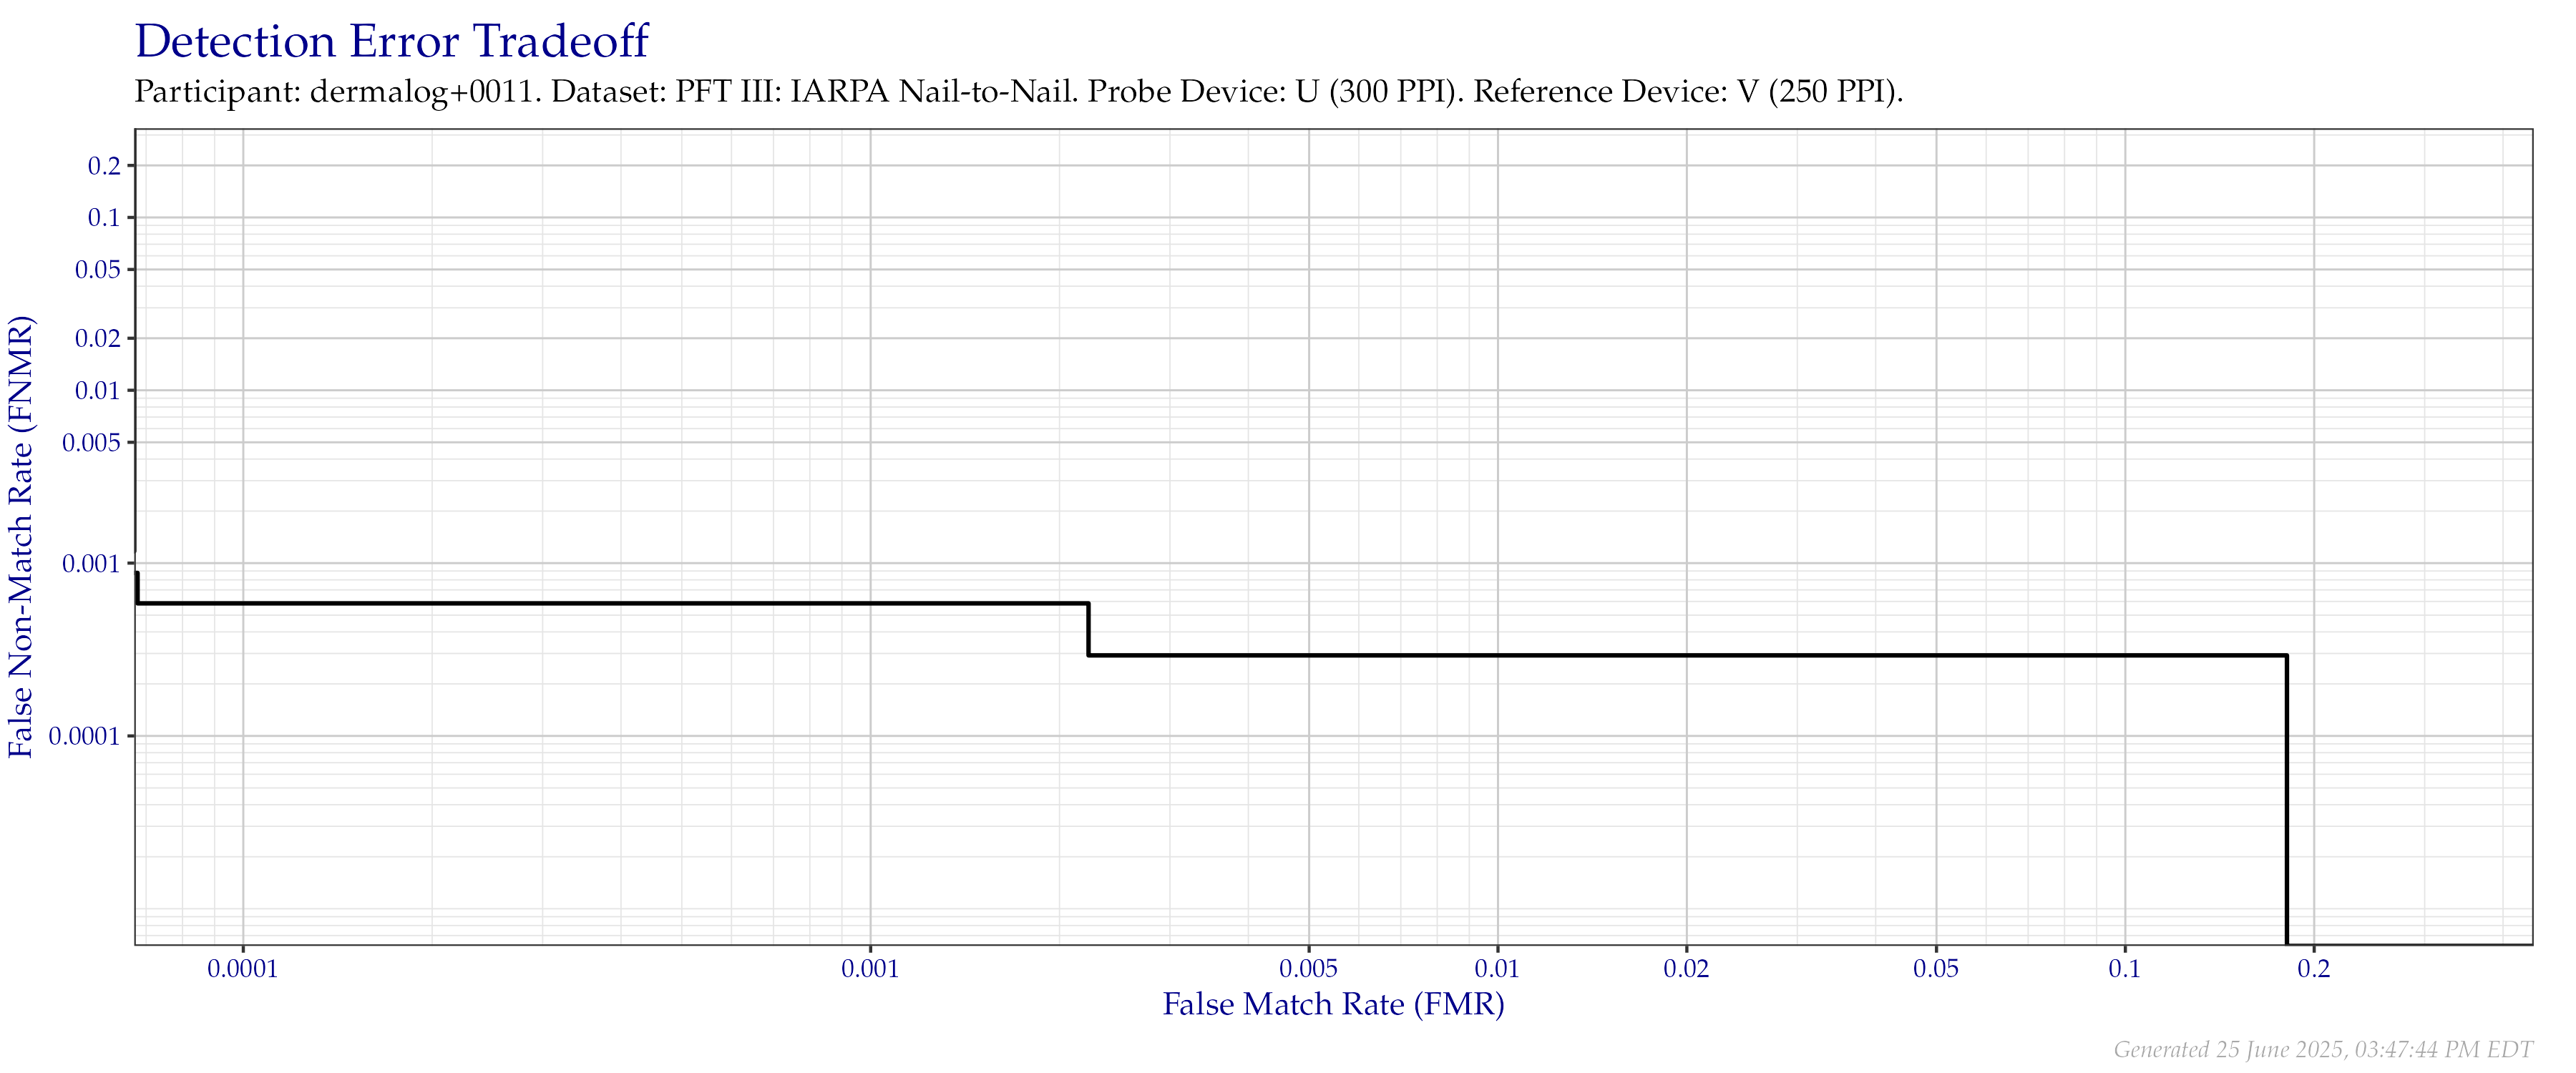 Detection Error Tradeoff
Participant: dermalog+0011. Dataset: PFT III: IARPA Nail-to-Nail. Probe Device: U (300 PPI). Reference Device: V (250 PPI).
False Non-Match Rate (FNMR)
0.2
0.1
0.05
0.02
0.01
0.005
0.001
0.0001
0.0001 0.001 0.005 0.01 0.02 0.05 0.1 0.2
False Match Rate (FMR)
Generated 25 June 2025, 03:47:44 PM EDT